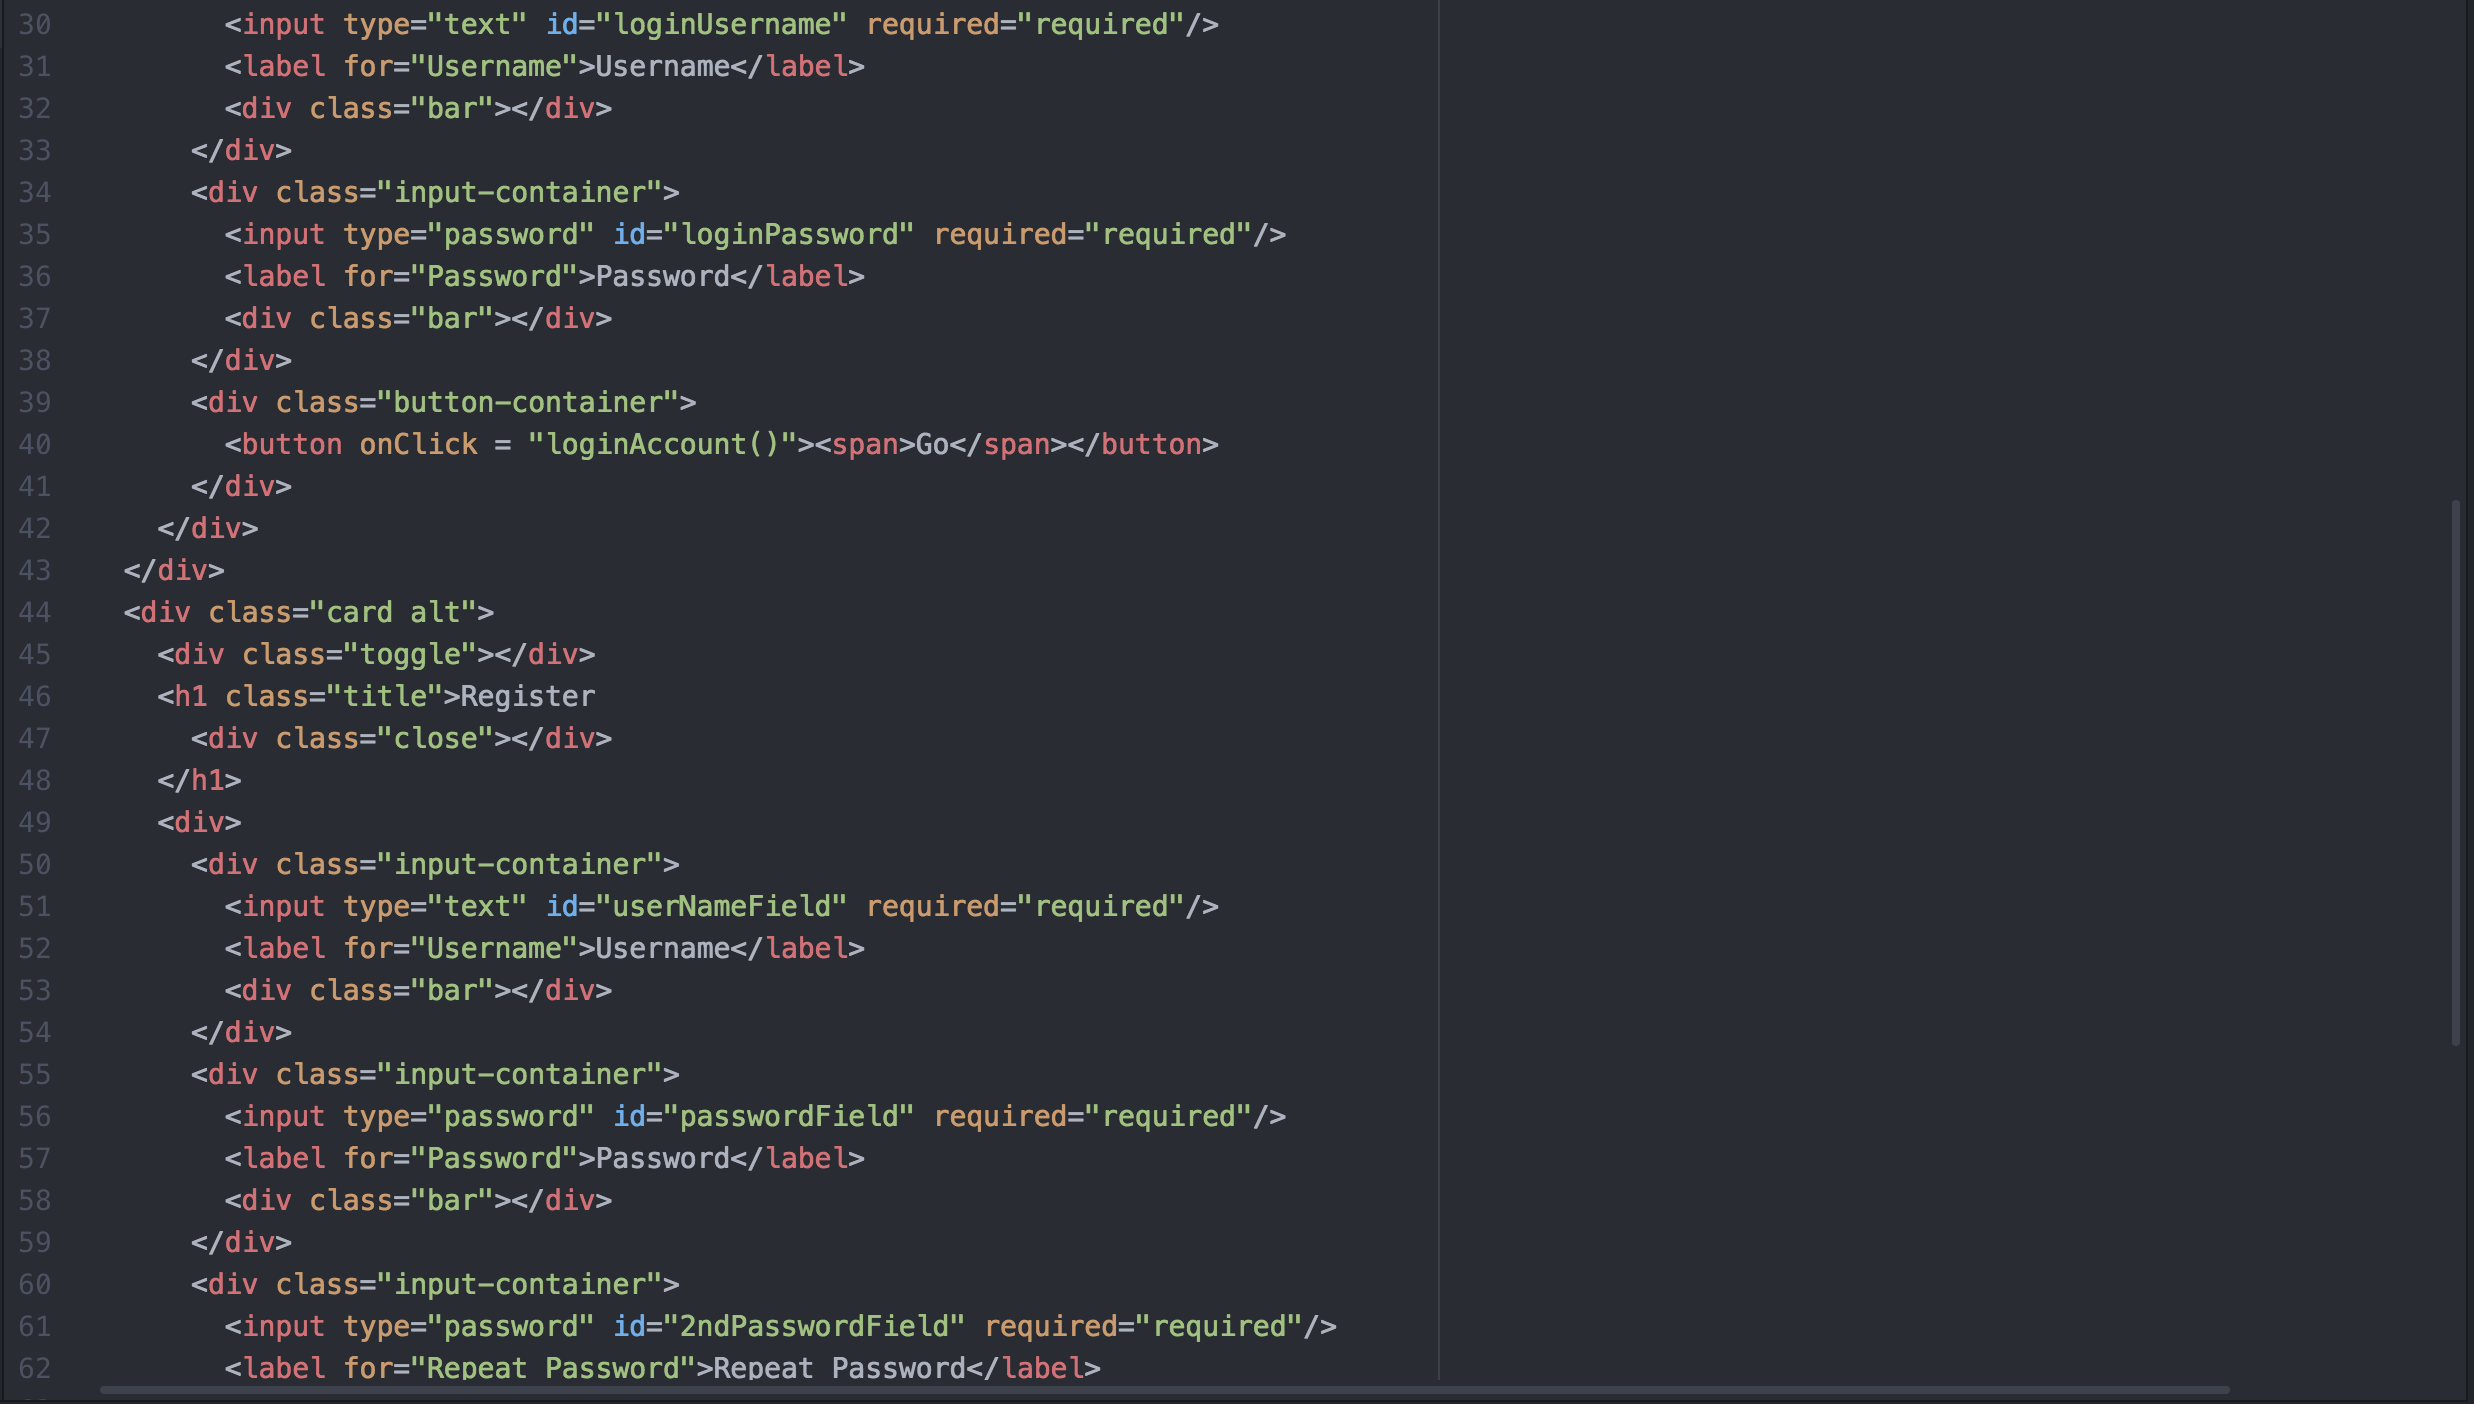 30 <input type="text" id="loginUsername" required="required"/>
31 <label for="Username">Username</label>
32 <div class="bar"></div>
33 </div>
34 <div class="input-container">
35 <input type="password" id="loginPassword" required="required"/>
36 <label for="Password">Password</label>
37 <div class="bar"></div>
38 </div>
39 <div class="button-container">
40 <button onClick = "loginAccount()"><span>Go</span></button>
41 </div>
42 </div>
43 </div>
44 <div class="card alt">
45 <div class="toggle"></div>
46 <h1 class="title">Register
47 <div class="close"></div>
48 </h1>
49 <div>
50 <div class="input-container">
51 <input type="text" id="userNameField" required="required"/>
52 <label for="Username">Username</label>
53 <div class="bar"></div>
54 </div>
55 <div class="input-container">
56 <input type="password" id="passwordField" required="required"/>
57 <label for="Password">Password</label>
58 <div class="bar"></div>
59 </div>
60 <div class="input-container">
61 <input type="password" id="2ndPasswordField" required="required"/>
62 <label for="Repeat Password">Repeat Password</label>